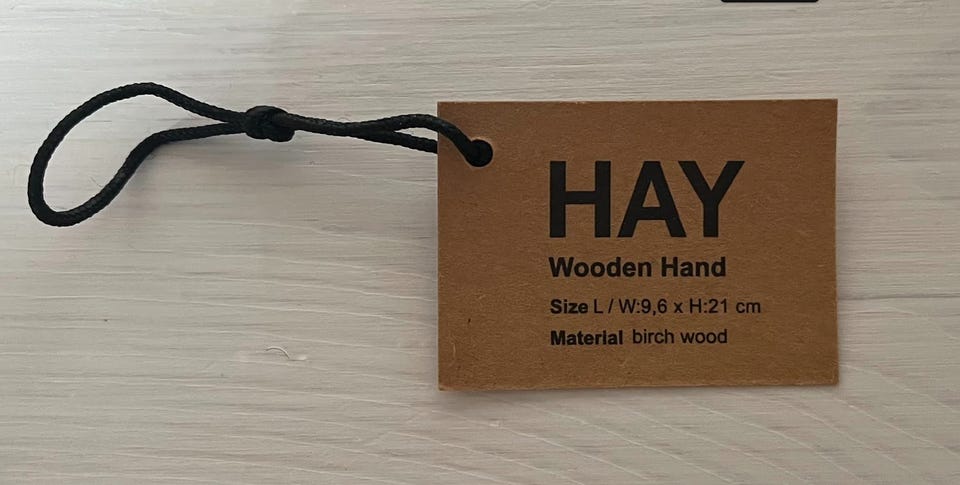 HAY
Wooden Hand
Size L / W:9,6 x H:21 cm
Material birch wood